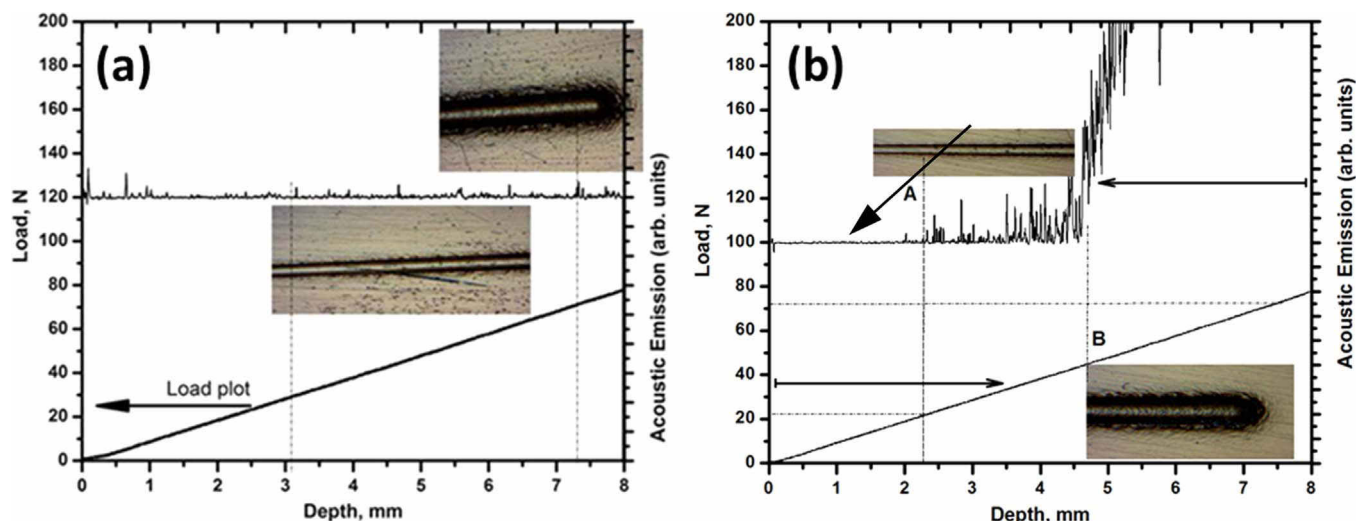 (a)
200
180
160
140
120
100
80
60
40
20
0
Load, N
Load plot
0 1 2 3 4 5 6 7 8
Depth, mm
Acoustic Emission (arb. units)
(b)
200
180
160
140
120
100
80
60
40
20
0
Load, N
A
B
0 1 2 3 4 5 6 7 8
Depth, mm
Acoustic Emission (arb. units)